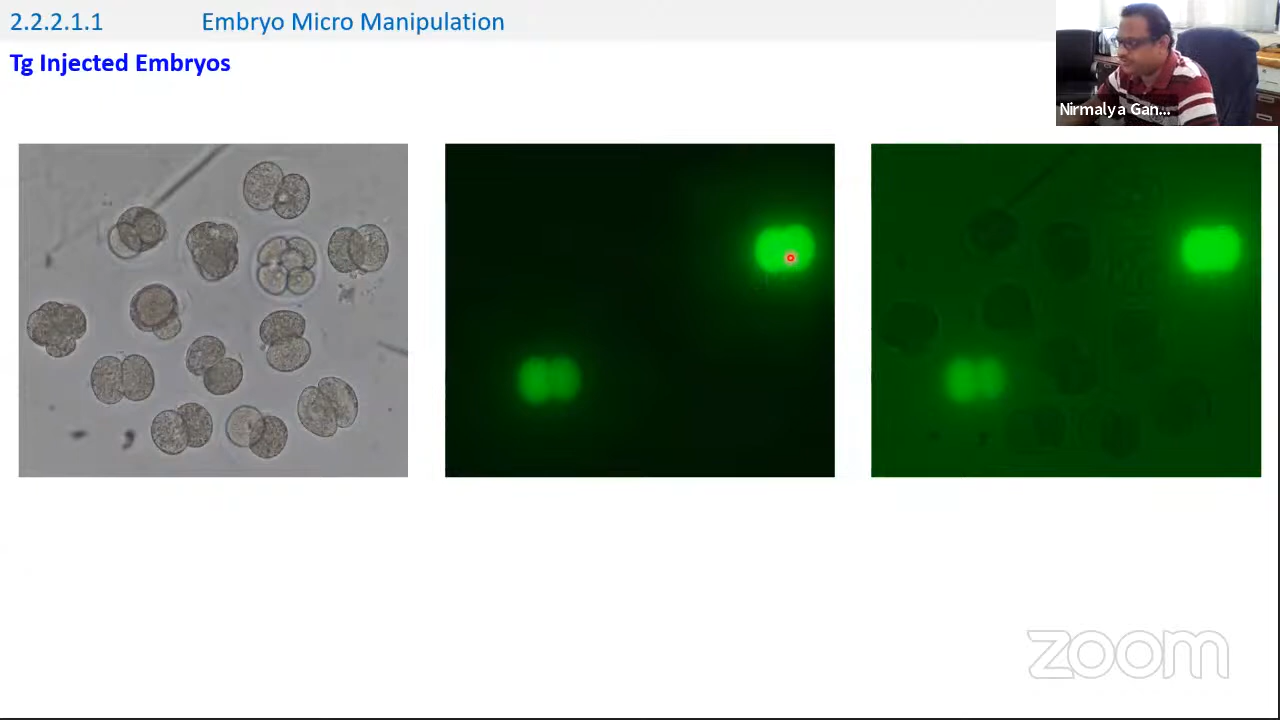 2.2.2.1.1 Embryo Micro Manipulation
Tg Injected Embryos
Nirmalya Gan...
zoom